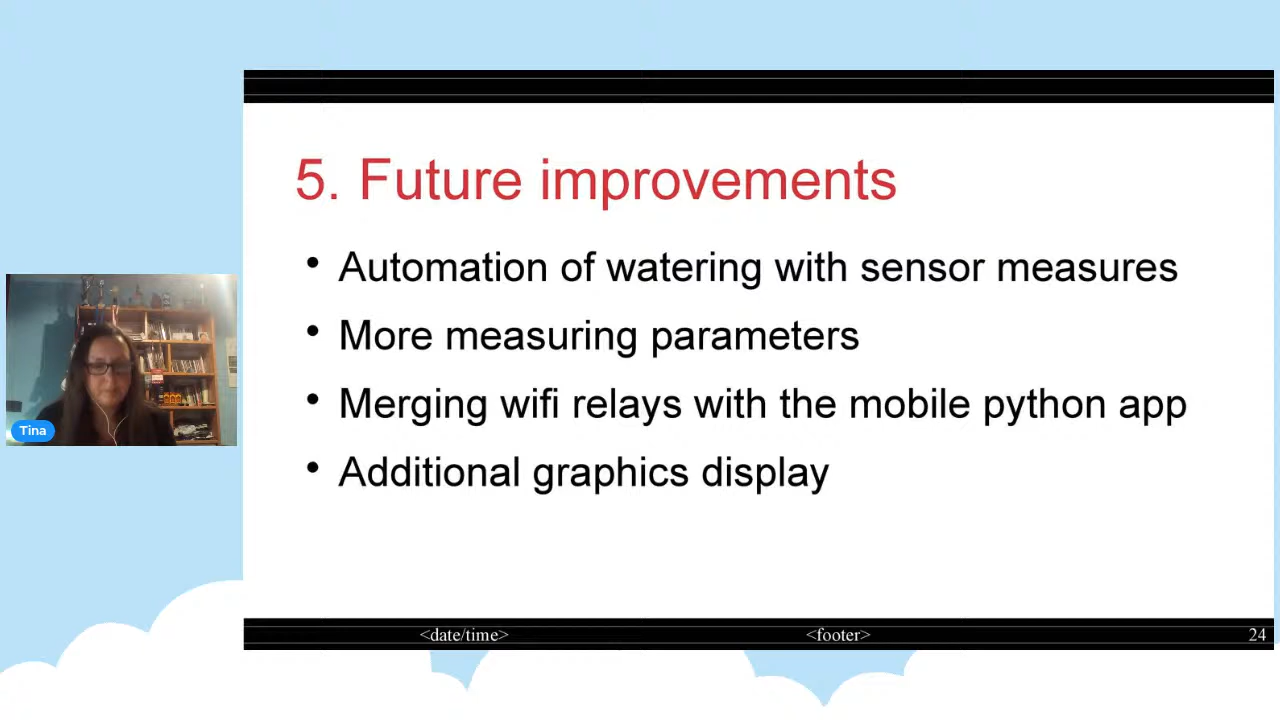 5. Future improvements
• Automation of watering with sensor measures
• More measuring parameters
• Merging wifi relays with the mobile python app
• Additional graphics display
Tina
<date/time>
<footer>
24